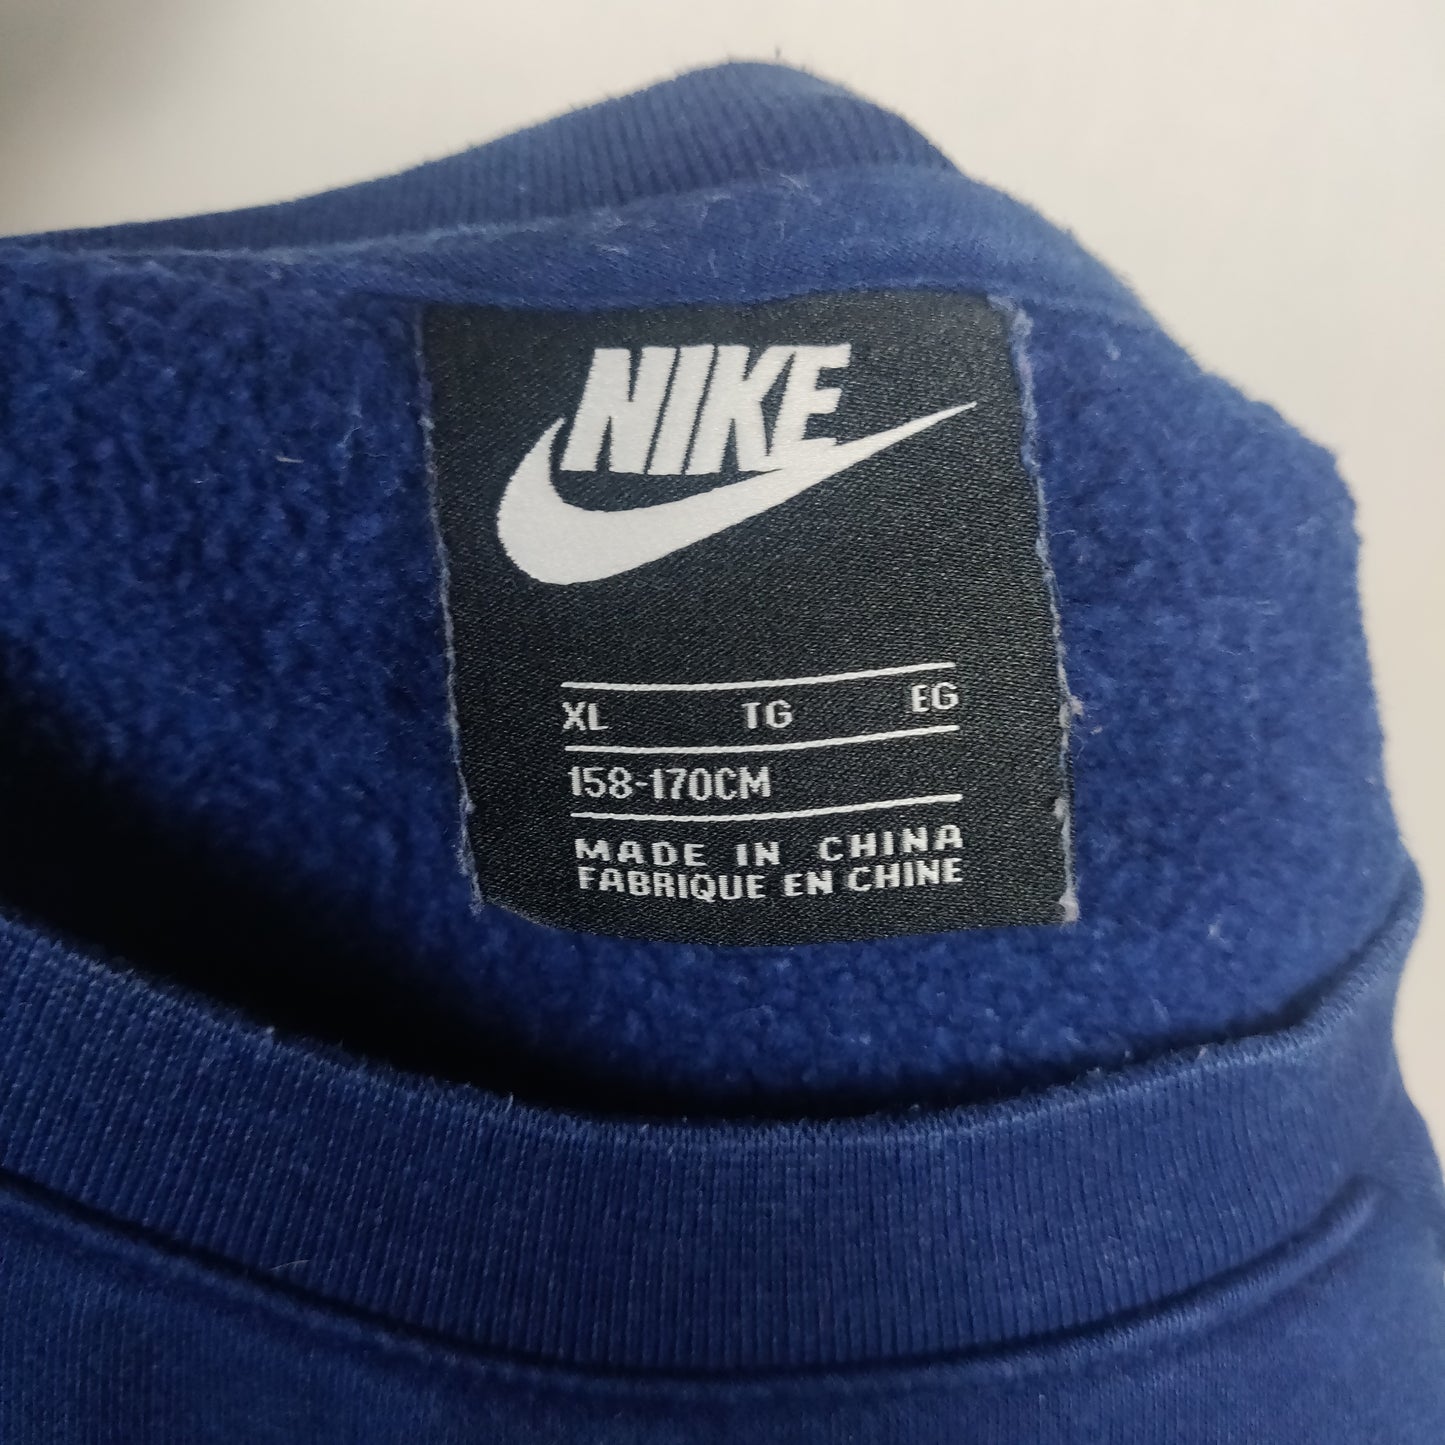 NIKE
XL TG EG
158-170CM
MADE IN CHINA
FABRIQUE EN CHINE